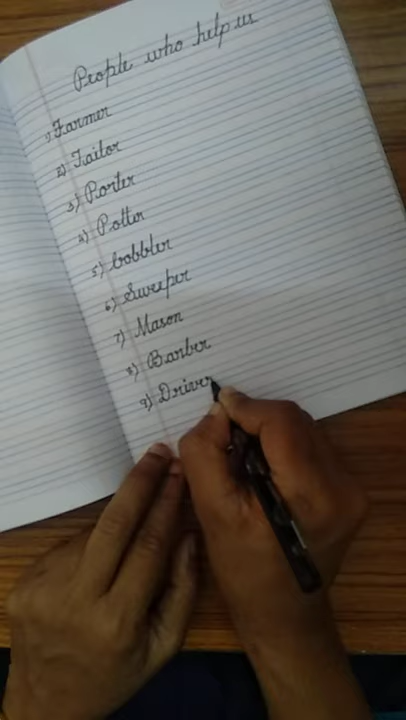 People who help us
1) Farmer
2) Tailor
3) Porter
4) Potter
5) Cobbler
6) Sweeper
7) Mason
8) Barber
9) Driver